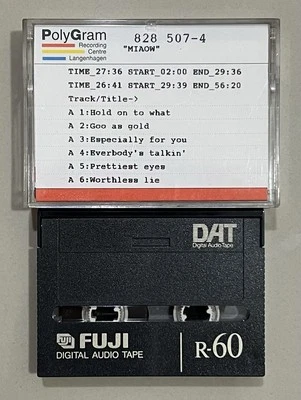 PolyGram
Recording
Centre
Langenhagen
828 507-4
"MIAOW"
TIME_27:36 START_02:00 END_29:36
TIME_26:41 START_29:39 END_56:20
Track/Title->
A 1:Hold on to what
A 2:Goo as gold
A 3:Especially for you
A 4:Everbody's talkin'
A 5:Prettiest eyes
A 6:Worthless lie
DAT
Digital Audio Tape
FUJI FUJI
DIGITAL AUDIO TAPE
R-60